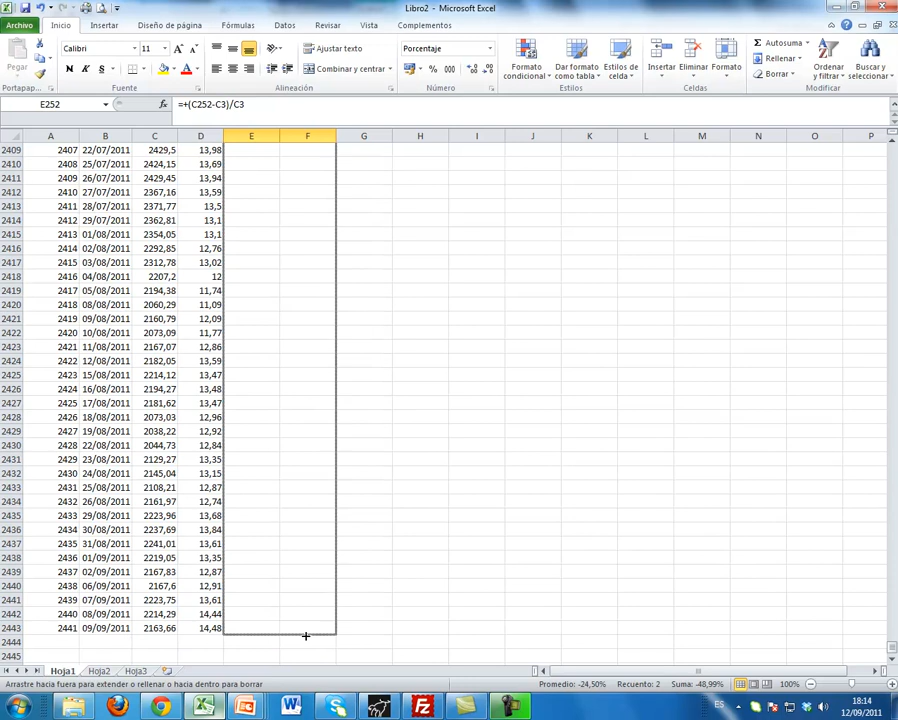 Libro2 - Microsoft Excel
Archivo Inicio Insertar Diseño de página Fórmulas Datos Revisar Vista Complementos
Pegar
Calibri 11
N K S
Ajustar texto
Combinar y centrar
Porcentaje
% 000
Formato condicional
Dar formato como tabla
Estilos de celda
Insertar Eliminar Formato
Autosuma
Rellenar
Borrar
Ordenar y filtrar
Buscar y seleccionar
Portapap... Fuente Alineación Número Estilos Celdas Modificar
E252 fx =+(C252-C3)/C3
A B C D E F G H I J K L M N O P
2409 2407 22/07/2011 2429,5 13,98
2410 2408 25/07/2011 2424,15 13,69
2411 2409 26/07/2011 2429,45 13,94
2412 2410 27/07/2011 2367,16 13,59
2413 2411 28/07/2011 2371,77 13,5
2414 2412 29/07/2011 2362,81 13,1
2415 2413 01/08/2011 2354,05 13,1
2416 2414 02/08/2011 2292,85 12,76
2417 2415 03/08/2011 2312,78 13,02
2418 2416 04/08/2011 2207,2 12
2419 2417 05/08/2011 2194,38 11,74
2420 2418 08/08/2011 2060,29 11,09
2421 2419 09/08/2011 2160,79 12,09
2422 2420 10/08/2011 2073,09 11,77
2423 2421 11/08/2011 2167,07 12,86
2424 2422 12/08/2011 2182,05 13,59
2425 2423 15/08/2011 2214,12 13,47
2426 2424 16/08/2011 2194,27 13,48
2427 2425 17/08/2011 2181,62 13,47
2428 2426 18/08/2011 2073,03 12,96
2429 2427 19/08/2011 2038,22 12,92
2430 2428 22/08/2011 2044,73 12,84
2431 2429 23/08/2011 2129,27 13,35
2432 2430 24/08/2011 2145,04 13,15
2433 2431 25/08/2011 2108,21 12,87
2434 2432 26/08/2011 2161,97 12,74
2435 2433 29/08/2011 2223,96 13,68
2436 2434 30/08/2011 2237,69 13,84
2437 2435 31/08/2011 2241,01 13,61
2438 2436 01/09/2011 2219,05 13,35
2439 2437 02/09/2011 2167,83 12,87
2440 2438 06/09/2011 2167,6 12,91
2441 2439 07/09/2011 2223,75 13,61
2442 2440 08/09/2011 2214,29 14,44
2443 2441 09/09/2011 2163,66 14,48
2444
2445
Hoja1 Hoja2 Hoja3
Arrastre hacia fuera para extender o rellenar o hacia dentro para borrar Promedio: -24,50% Recuento: 2 Suma: -48,99% 100%
ES 18:14
12/09/2011